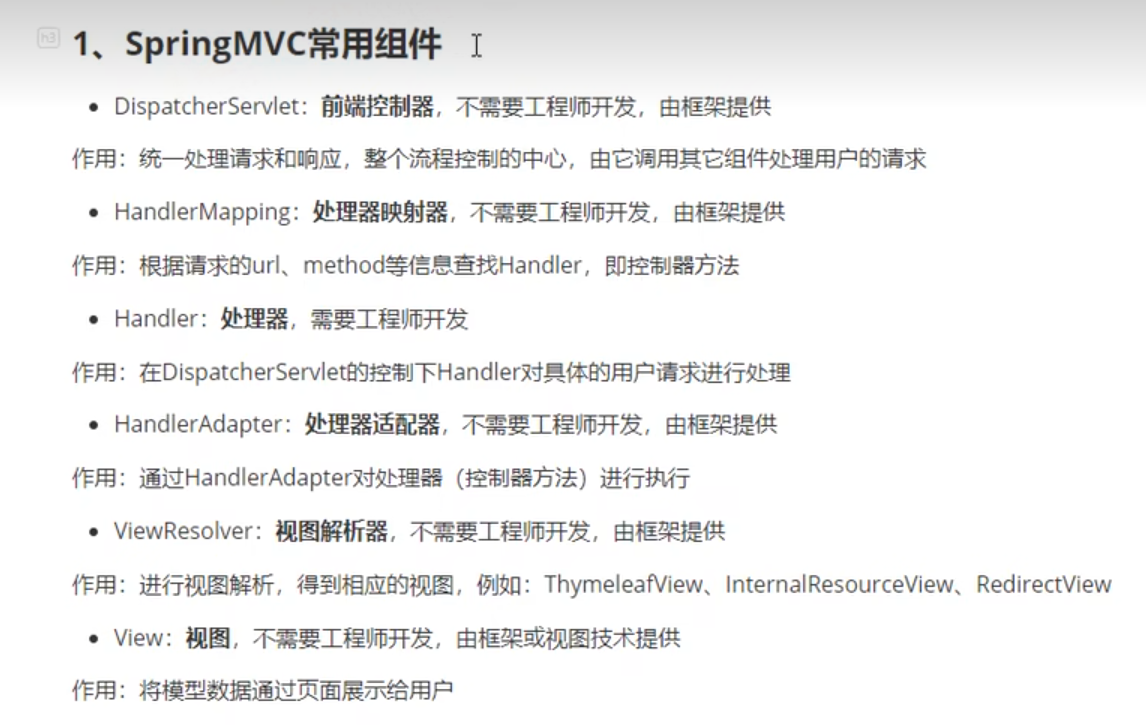 h3
1、SpringMVC常用组件
• DispatcherServlet：前端控制器，不需要工程师开发，由框架提供
作用：统一处理请求和响应，整个流程控制的中心，由它调用其它组件处理用户的请求
• HandlerMapping：处理器映射器，不需要工程师开发，由框架提供
作用：根据请求的url、method等信息查找Handler，即控制器方法
• Handler：处理器，需要工程师开发
作用：在DispatcherServlet的控制下Handler对具体的用户请求进行处理
• HandlerAdapter：处理器适配器，不需要工程师开发，由框架提供
作用：通过HandlerAdapter对处理器（控制器方法）进行执行
• ViewResolver：视图解析器，不需要工程师开发，由框架提供
作用：进行视图解析，得到相应的视图，例如：ThymeleafView、InternalResourceView、RedirectView
• View：视图，不需要工程师开发，由框架或视图技术提供
作用：将模型数据通过页面展示给用户